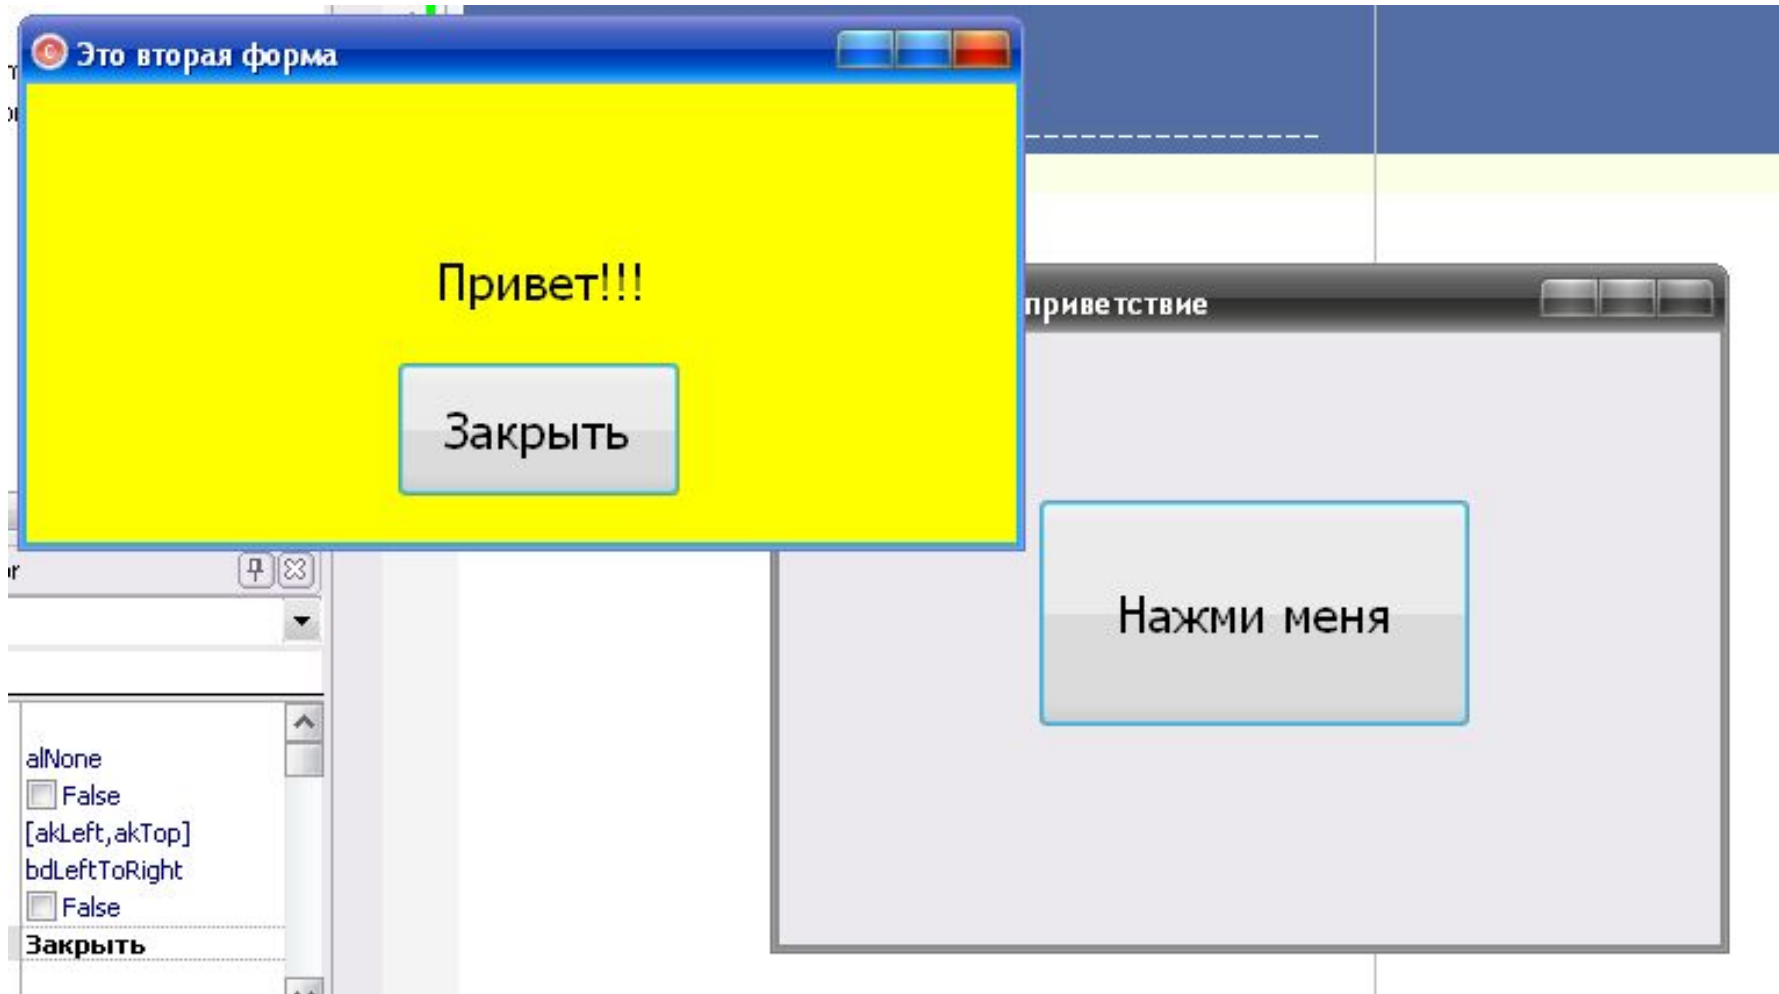 Это вторая форма
Привет!!!
Закрыть
приветствие
Нажми меня
alNone
False
[akLeft,akTop]
bdLeftToRight
False
Закрыть